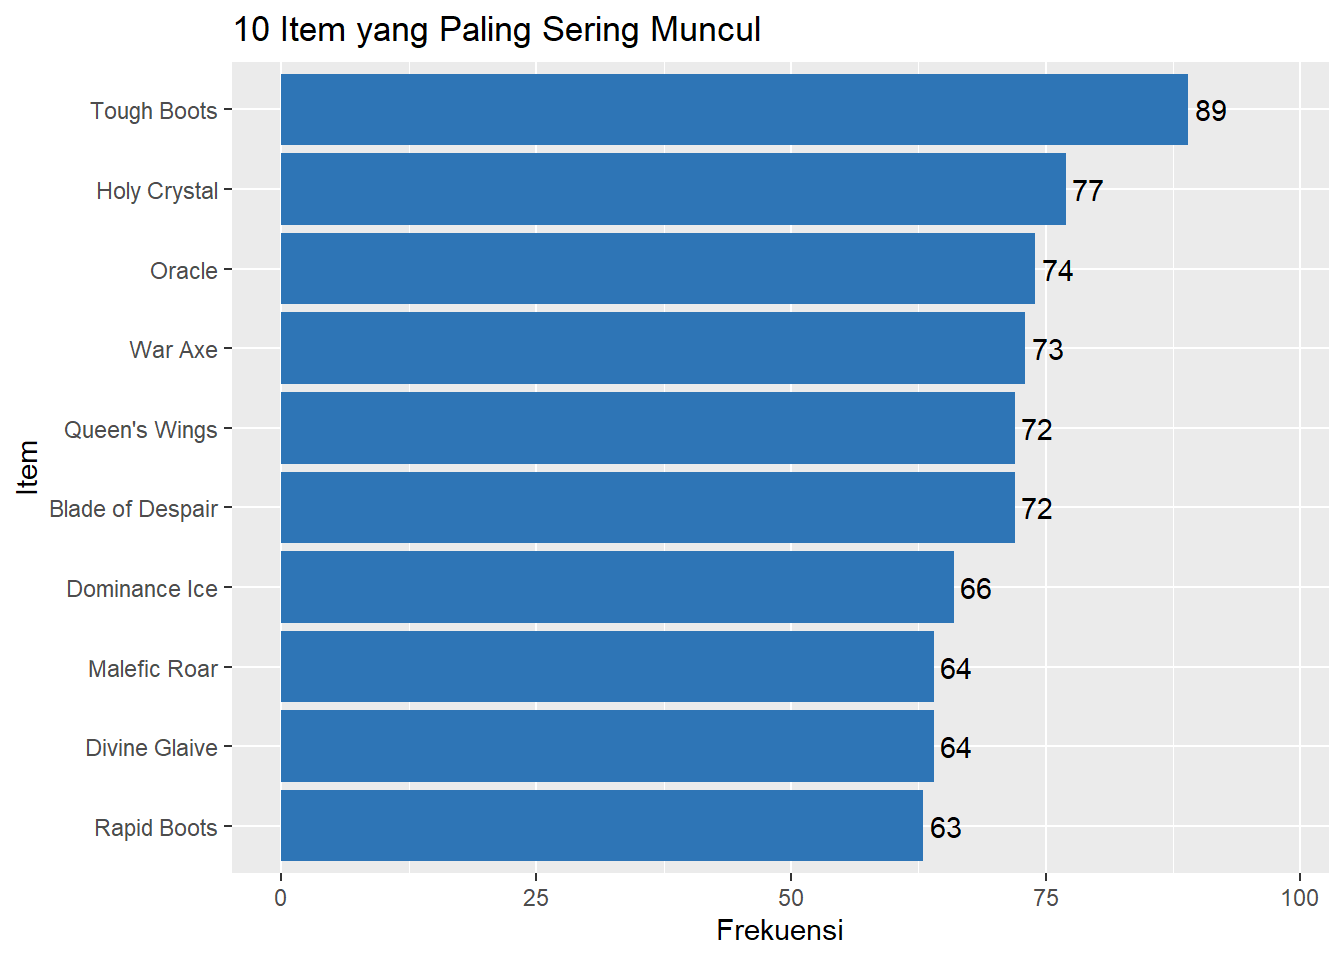 10 Item yang Paling Sering Muncul
Tough Boots 89
Holy Crystal 77
Oracle 74
War Axe 73
Queen's Wings 72
Blade of Despair 72
Dominance Ice 66
Malefic Roar 64
Divine Glaive 64
Rapid Boots 63
Item
0 25 50 75 100
Frekuensi